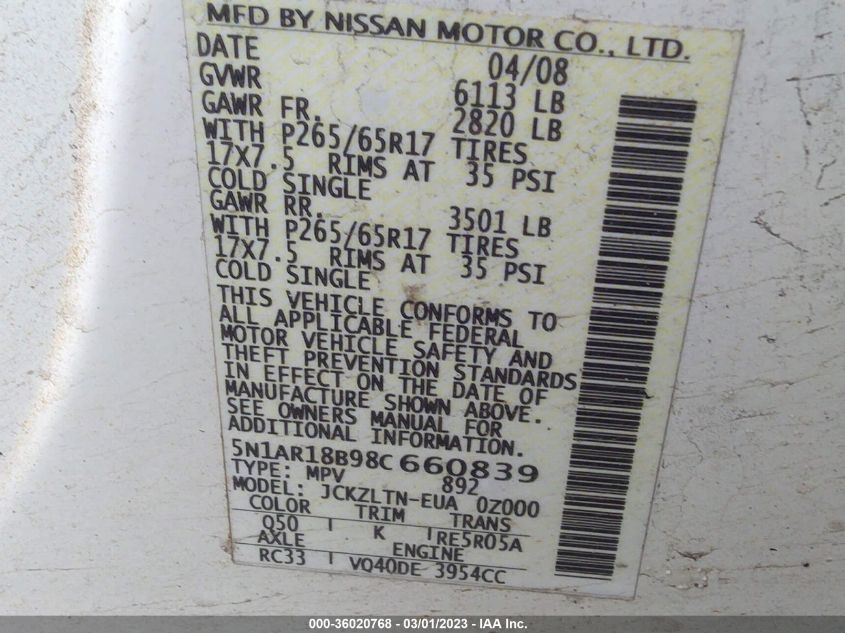 MFD BY NISSAN MOTOR CO., LTD.
DATE 04/08
GVWR 6113 LB
GAWR FR. 2820 LB
WITH P265/65R17 TIRES
17X7.5 RIMS AT 35 PSI
COLD SINGLE
GAWR RR. 3501 LB
WITH P265/65R17 TIRES
17X7.5 RIMS AT 35 PSI
COLD SINGLE
THIS VEHICLE CONFORMS TO
ALL APPLICABLE FEDERAL
MOTOR VEHICLE SAFETY AND
THEFT PREVENTION STANDARDS
IN EFFECT ON THE DATE OF
MANUFACTURE SHOWN ABOVE.
SEE OWNERS MANUAL FOR
ADDITIONAL INFORMATION.
5N1AR18B98C660839
TYPE: MPV 892
MODEL: JCKZLTN-EUA 0Z000
COLOR TRIM TRANS
Q50 K RE5R05A
AXLE ENGINE
RC33 VQ40DE 3954CC
000-36020768 - 03/01/2023 - IAA Inc.